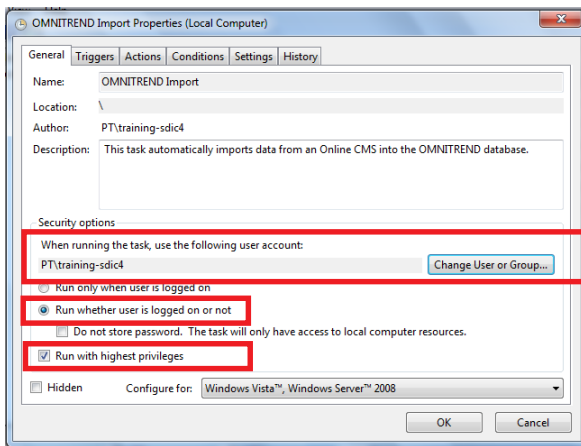 OMNITREND Import Properties (Local Computer)
General Triggers Actions Conditions Settings History
Name: OMNITREND Import
Location: \
Author: PT\training-sdic4
Description: This task automatically imports data from an Online CMS into the OMNITREND database.
Security options
When running the task, use the following user account:
PT\training-sdic4 Change User or Group...
Run only when user is logged on
Run whether user is logged on or not
Do not store password. The task will only have access to local computer resources.
Run with highest privileges
Hidden Configure for: Windows Vista™, Windows Server™ 2008
OK Cancel